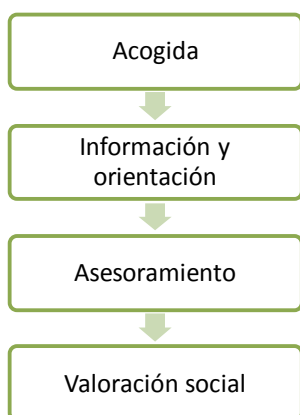 Acogida
Información y
orientación
Asesoramiento
Valoración social